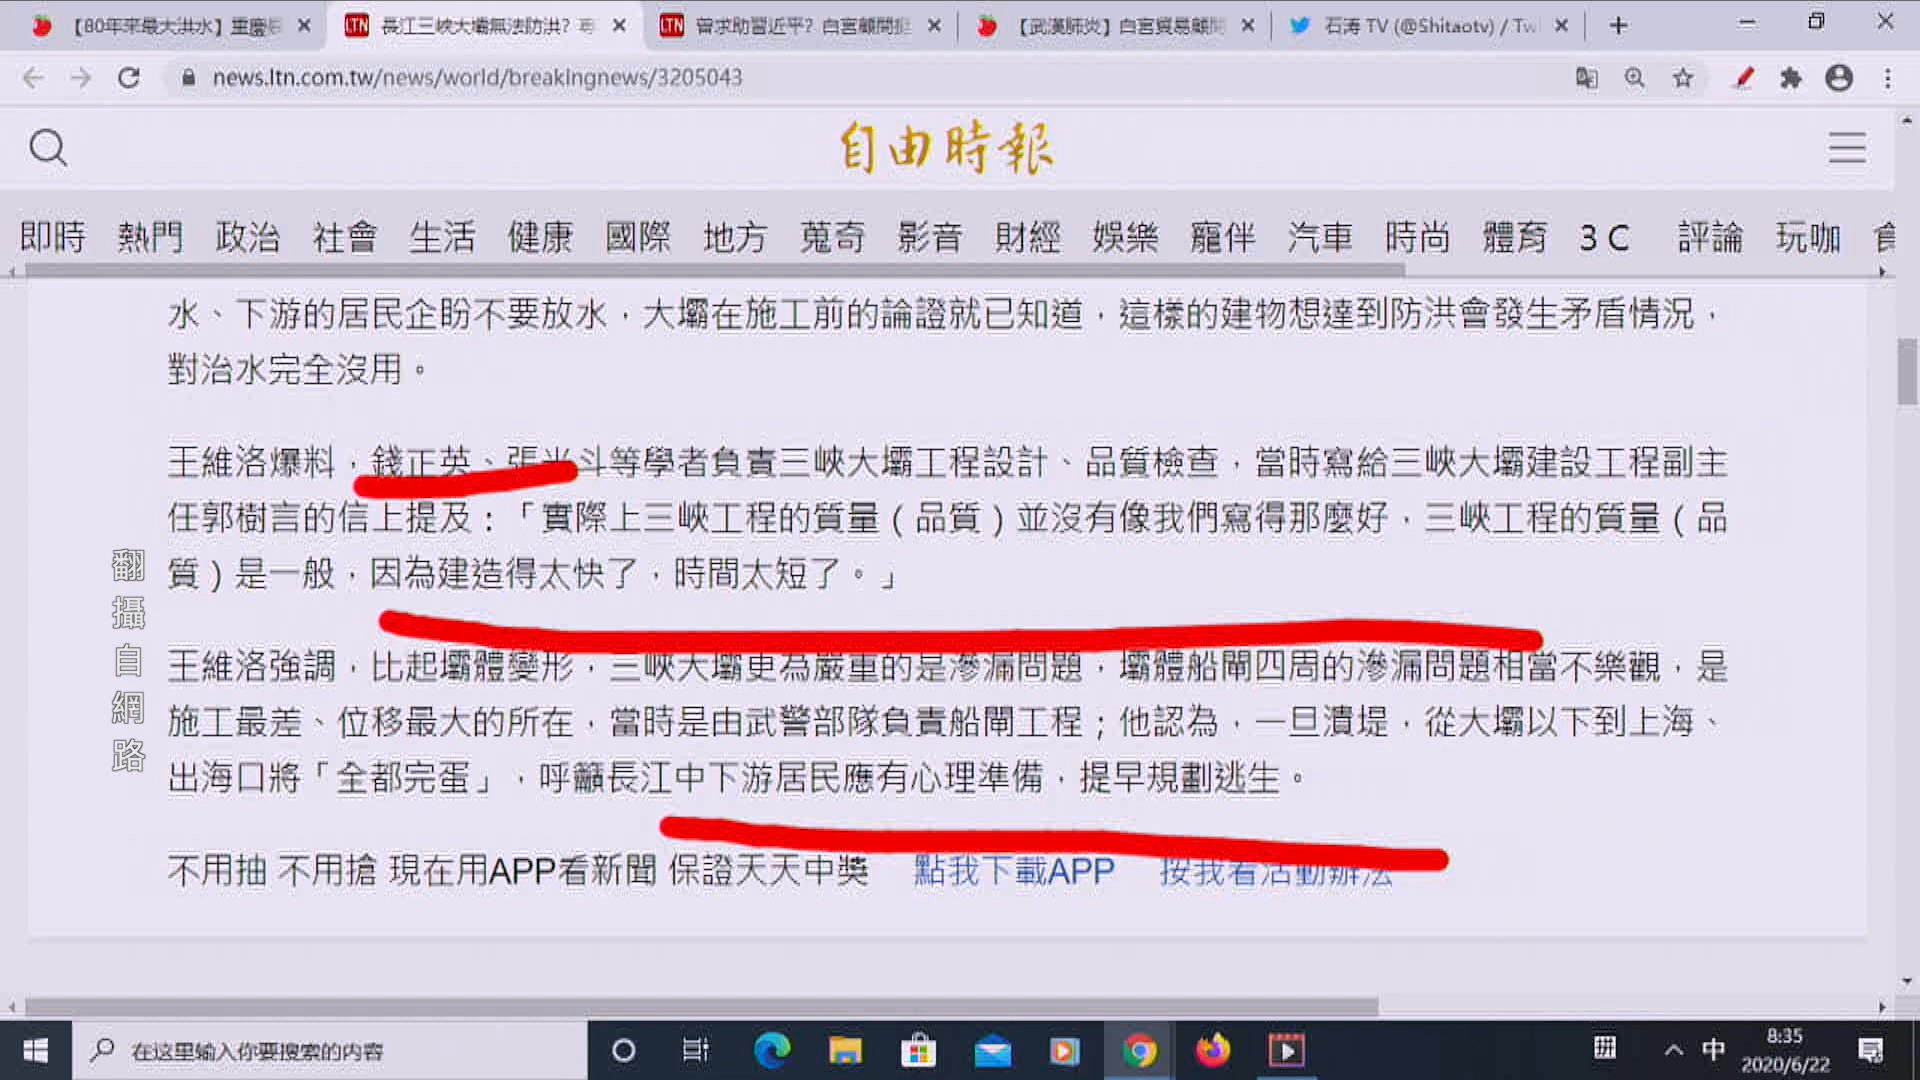 【80年來最大洪水】重慶
長江三峽大壩無法防洪?
曾求助習近平? 白宮顧問
【武漢肺炎】白宮貿易顧問
石涛 TV (@Shitaotv) / Tw
news.ltn.com.tw/news/world/breakingnews/3205043
自由時報
即時 熱門 政治 社會 生活 健康 國際 地方 蒐奇 影音 財經 娛樂 寵伴 汽車 時尚 體育 3 C 評論 玩咖 食
水、下游的居民企盼不要放水,大壩在施工前的論證就已知道,這樣的建物想達到防洪會發生矛盾情況,
對治水完全沒用。
王維洛爆料,錢正英、張光斗等學者負責三峽大壩工程設計、品質檢查,當時寫給三峽大壩建設工程副主
任郭樹言的信上提及:「實際上三峽工程的質量(品質)並沒有像我們寫得那麼好,三峽工程的質量(品
質)是一般,因為建造得太快了,時間太短了。」
王維洛強調,比起壩體變形,三峽大壩更為嚴重的是滲漏問題,壩體船閘四周的滲漏問題相當不樂觀,是
施工最差、位移最大的所在,當時是由武警部隊負責船閘工程;他認為,一旦潰堤,從大壩以下到上海、
出海口將「全都完蛋」,呼籲長江中下游居民應有心理準備,提早規劃逃生。
不用抽 不用搶 現在用APP看新聞 保證天天中獎 點我下載APP 按我看活動辦法
翻攝自網路
在这里输入你要搜索的内容
中
8:35
2020/6/22